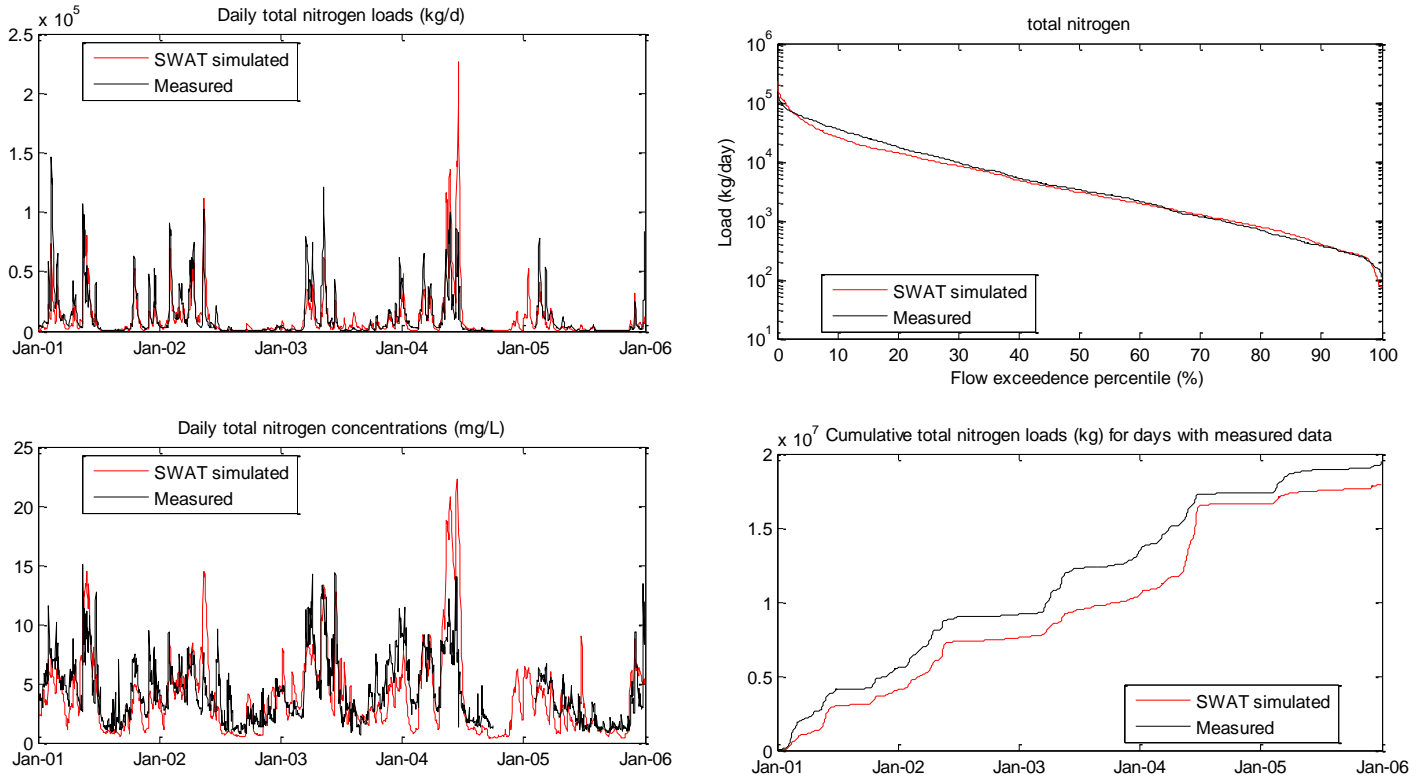 Daily total nitrogen loads (kg/d)
x 10^5
2.5
2
1.5
1
0.5
0
SWAT simulated
Measured
Jan-01 Jan-02 Jan-03 Jan-04 Jan-05 Jan-06
total nitrogen
10^6
10^5
10^4
10^3
10^2
10^1
Load (kg/day)
SWAT simulated
Measured
0 10 20 30 40 50 60 70 80 90 100
Flow exceedence percentile (%)
Daily total nitrogen concentrations (mg/L)
25
20
15
10
5
0
SWAT simulated
Measured
Jan-01 Jan-02 Jan-03 Jan-04 Jan-05 Jan-06
x 10^7 Cumulative total nitrogen loads (kg) for days with measured data
2
1.5
1
0.5
0
SWAT simulated
Measured
Jan-01 Jan-02 Jan-03 Jan-04 Jan-05 Jan-06